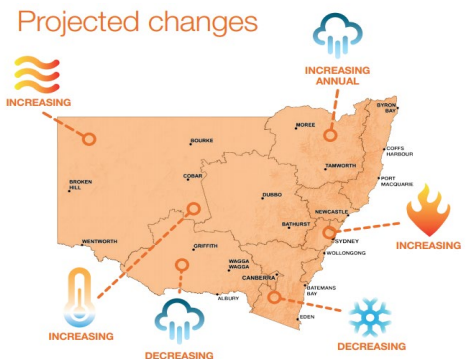 Projected changes
INCREASING
INCREASING
ANNUAL
BYRON
BAY
MOREE
BOURKE
COFFS
HARBOUR
TAMWORTH
COBAR
BROKEN
HILL
PORT
MACQUARIE
DUBBO
NEWCASTLE
BATHURST
SYDNEY
INCREASING
WENTWORTH
GRIFFITH
WOLLONGONG
WAGGA
WAGGA
CANBERRA
BATEMANS
BAY
ALBURY
EDEN
INCREASING
DECREASING
DECREASING